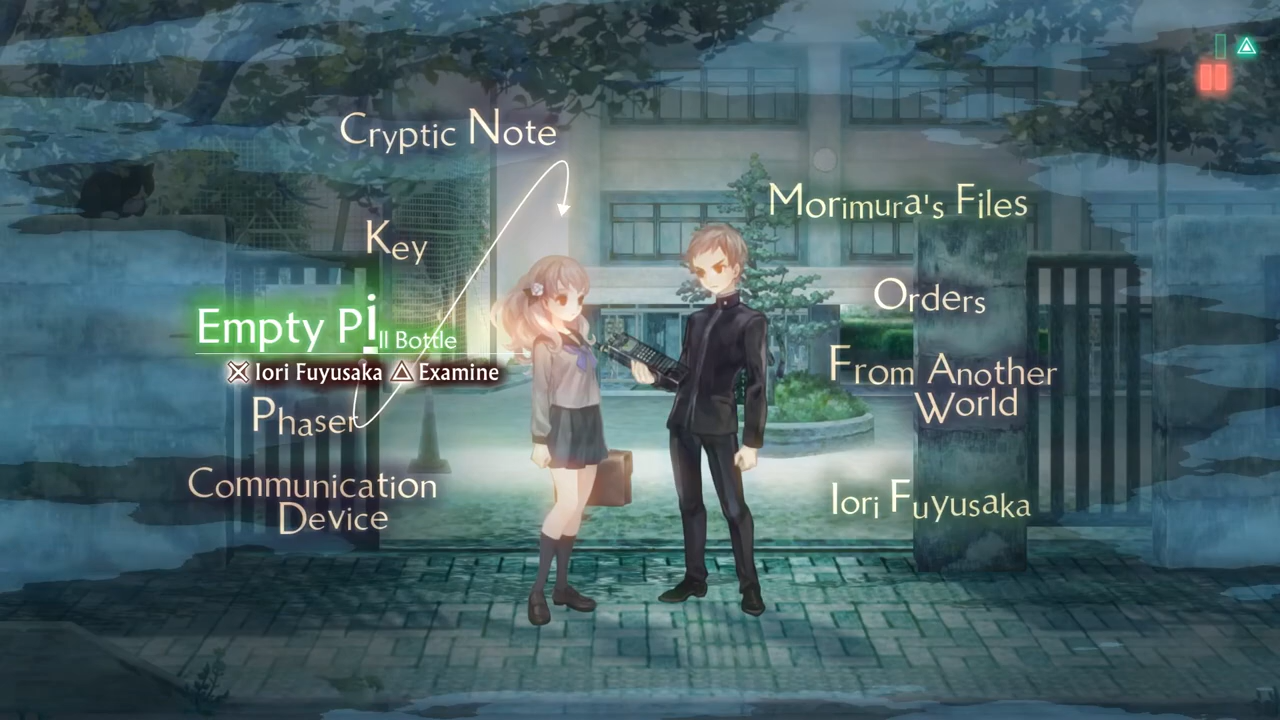 Cryptic Note
Key
Empty Pill Bottle
Iori Fuyusaka Examine
Phaser
Communication
Device
Morimura's Files
Orders
From Another
World
Iori Fuyusaka